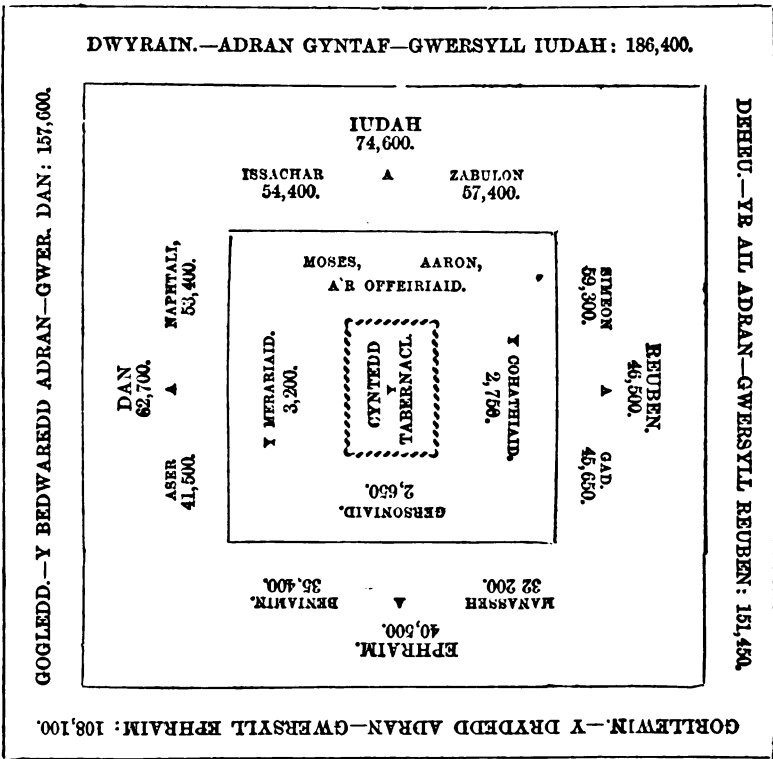 DWYRAIN.—ADRAN GYNTAF—GWERSYLL IUDAH: 186,400.
IUDAH
74,600.
ISSACHAR
54,400.
ZABULON
57,400.
DEHEU.—YR AIL ADRAN—GWERSYLL REUBEN: 151,450.
SIMEON
59,300.
REUBEN.
46,500.
GAD.
45,650.
MOSES, AARON,
A'R OFFEIRIAID.
Y MERARIAID.
3,200.
CYNTEDD
Y
TABERNACL
Y COHATHIAID.
2,750.
GERSONIAID.
2,650.
GOGLEDD.—Y BEDWAREDD ADRAN—GWER. DAN: 157,600.
NAPHTALI,
53,400.
DAN
62,700.
ASER
41,500.
MANASSEH
32 200.
BENIAMIN.
35,400.
EPHRAIM.
40,500.
GORLLEWIN.—Y DRYDEDD ADRAN—GWERSYLL EPHRAIM: 108,100.